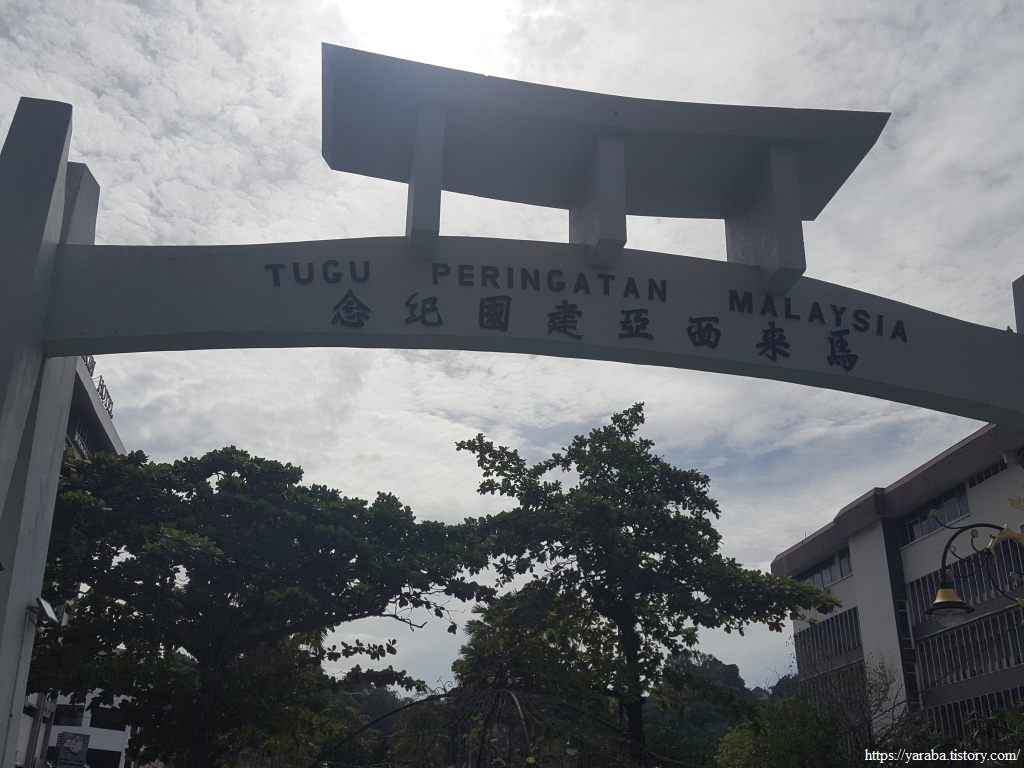 TUGU PERINGATAN MALAYSIA
念紀國建亞西來馬
https://yaraba.tistory.com/